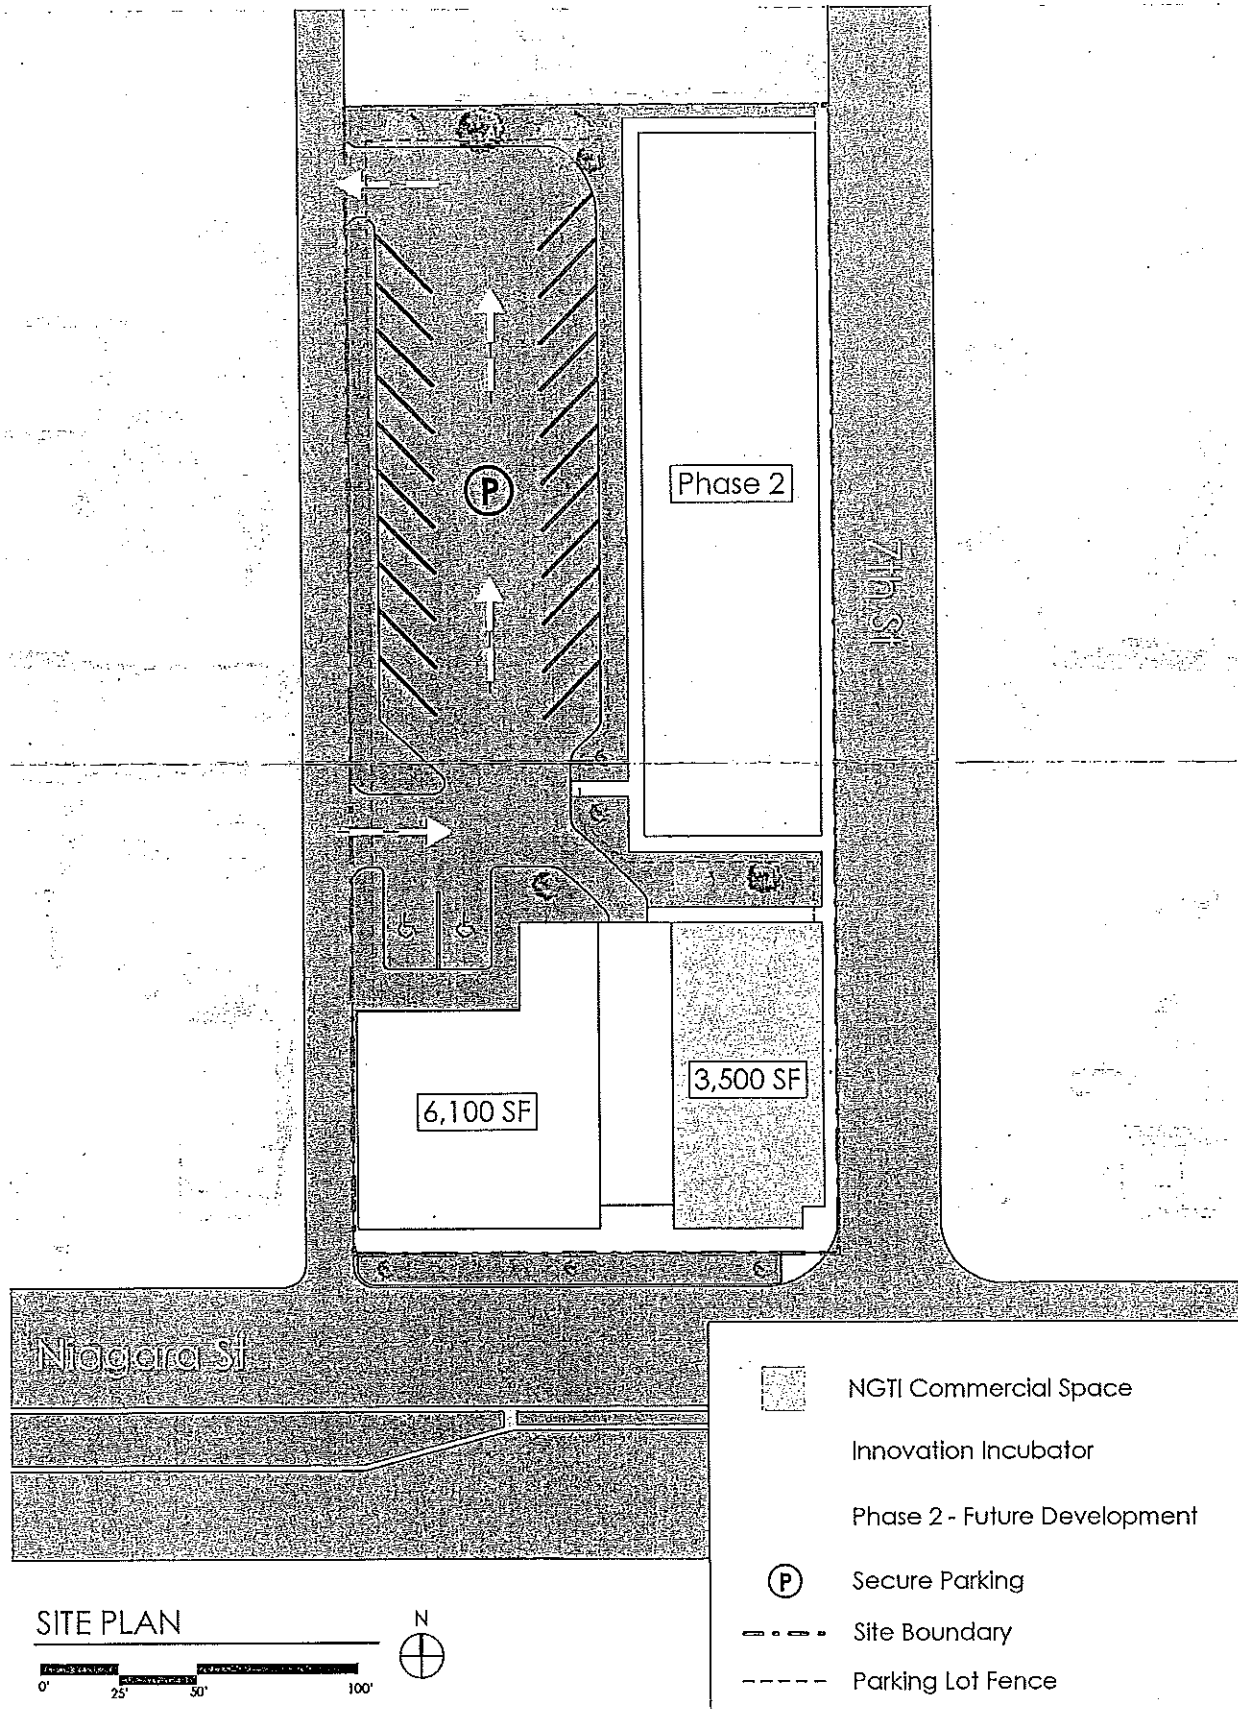 P
Phase 2
7th St
3,500 SF
6,100 SF
Niagara St
NGTI Commercial Space
Innovation Incubator
Phase 2 - Future Development
P Secure Parking
Site Boundary
Parking Lot Fence
SITE PLAN
N
0' 25' 50' 100'